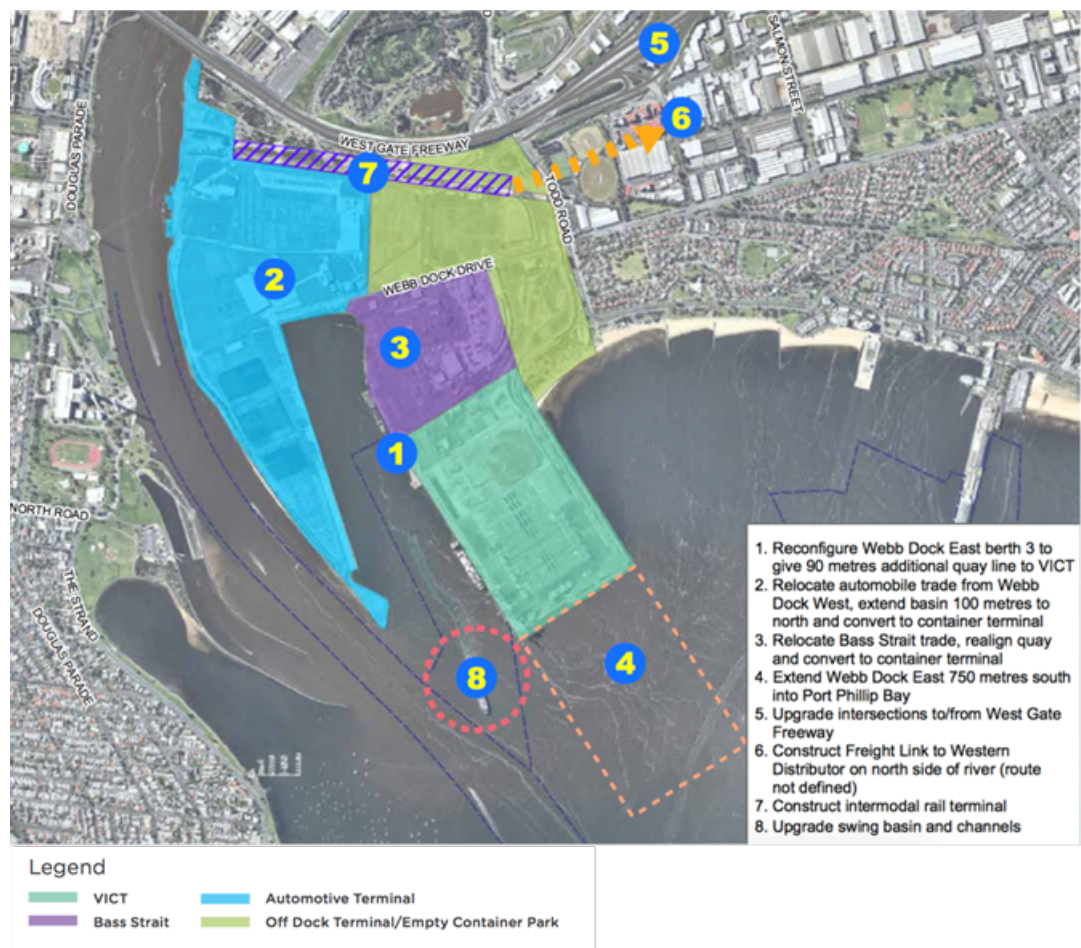 5
SALMON STREET
6
DOUGLAS PARADE
WEST GATE FREEWAY
7
TODD ROAD
2
WEBB DOCK DRIVE
3
1
NORTH ROAD
THE STRAND
DOUGLAS PARADE
8
4
1. Reconfigure Webb Dock East berth 3 to
give 90 metres additional quay line to VICT
2. Relocate automobile trade from Webb
Dock West, extend basin 100 metres to
north and convert to container terminal
3. Relocate Bass Strait trade, realign quay
and convert to container terminal
4. Extend Webb Dock East 750 metres south
into Port Phillip Bay
5. Upgrade intersections to/from West Gate
Freeway
6. Construct Freight Link to Western
Distributor on north side of river (route
not defined)
7. Construct intermodal rail terminal
8. Upgrade swing basin and channels
Legend
VICT
Automotive Terminal
Bass Strait
Off Dock Terminal/Empty Container Park